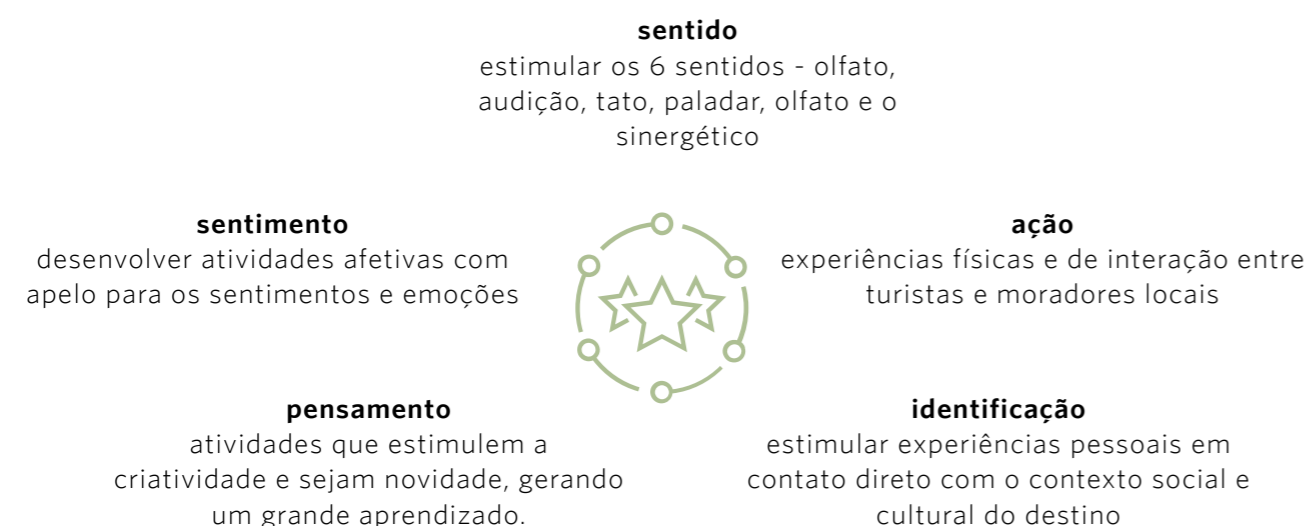 sentido
estimular os 6 sentidos - olfato,
audição, tato, paladar, olfato e o
sinergético
sentimento
desenvolver atividades afetivas com
apelo para os sentimentos e emoções
ação
experiências físicas e de interação entre
turistas e moradores locais
pensamento
atividades que estimulem a
criatividade e sejam novidade, gerando
um grande aprendizado.
identificação
estimular experiências pessoais em
contato direto com o contexto social e
cultural do destino